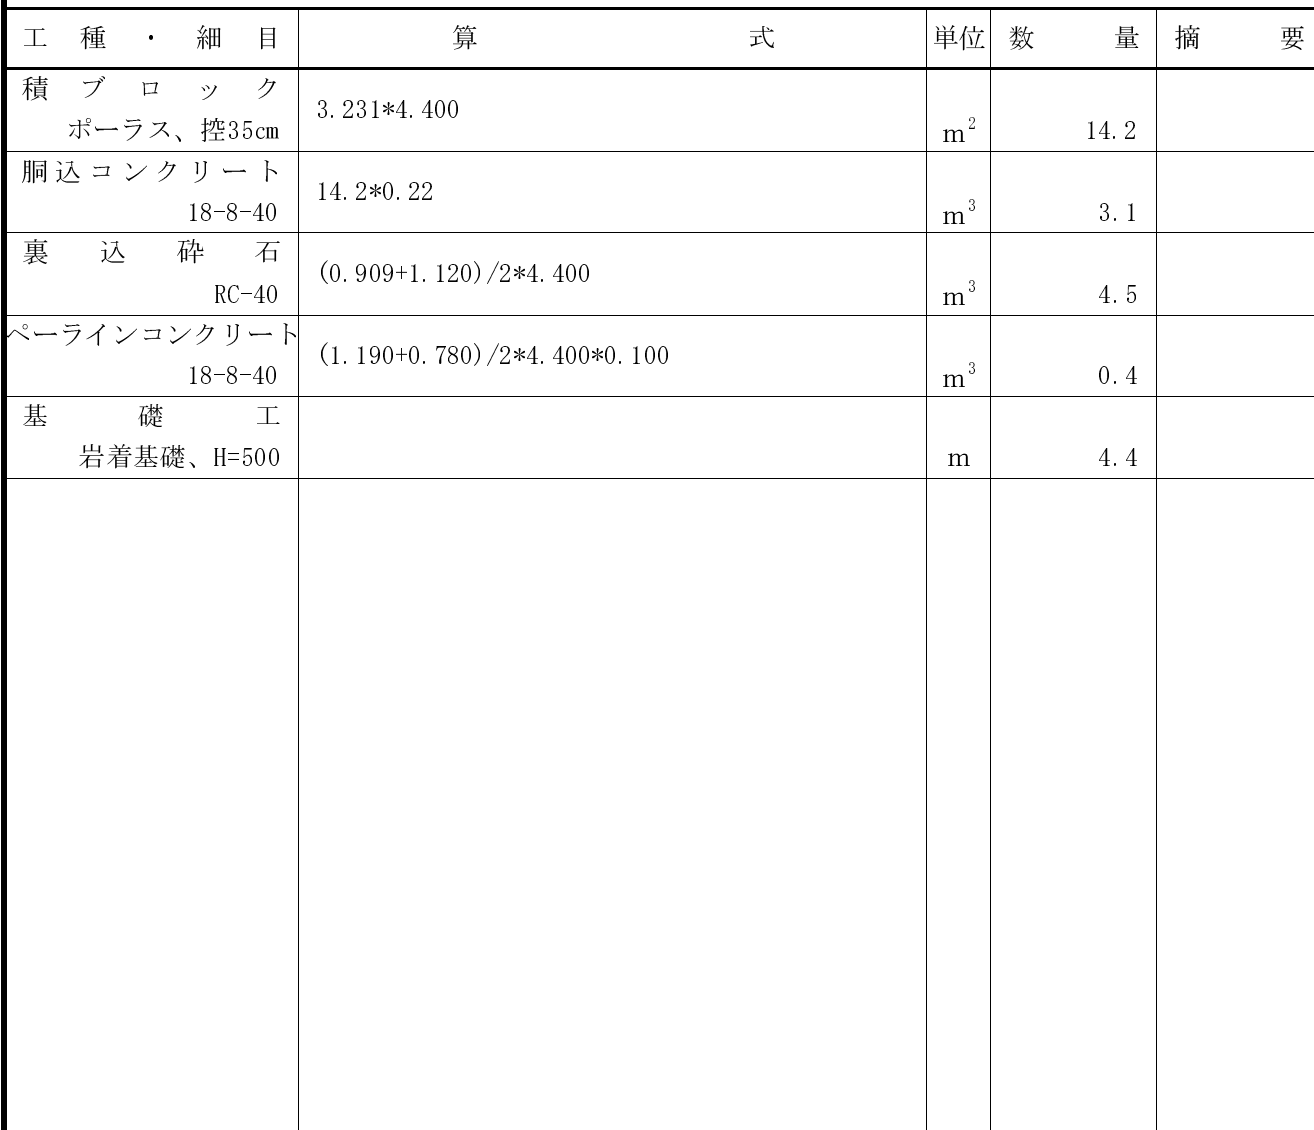 工種・細目 算式 単位 数量 摘要
積ブロック
ポーラス、控35cm 3.231*4.400 m² 14.2
胴込コンクリート
18-8-40 14.2*0.22 m³ 3.1
裏込砕石
RC-40 (0.909+1.120)/2*4.400 m³ 4.5
ペーラインコンクリート
18-8-40 (1.190+0.780)/2*4.400*0.100 m³ 0.4
基礎工
岩着基礎、H=500 m 4.4